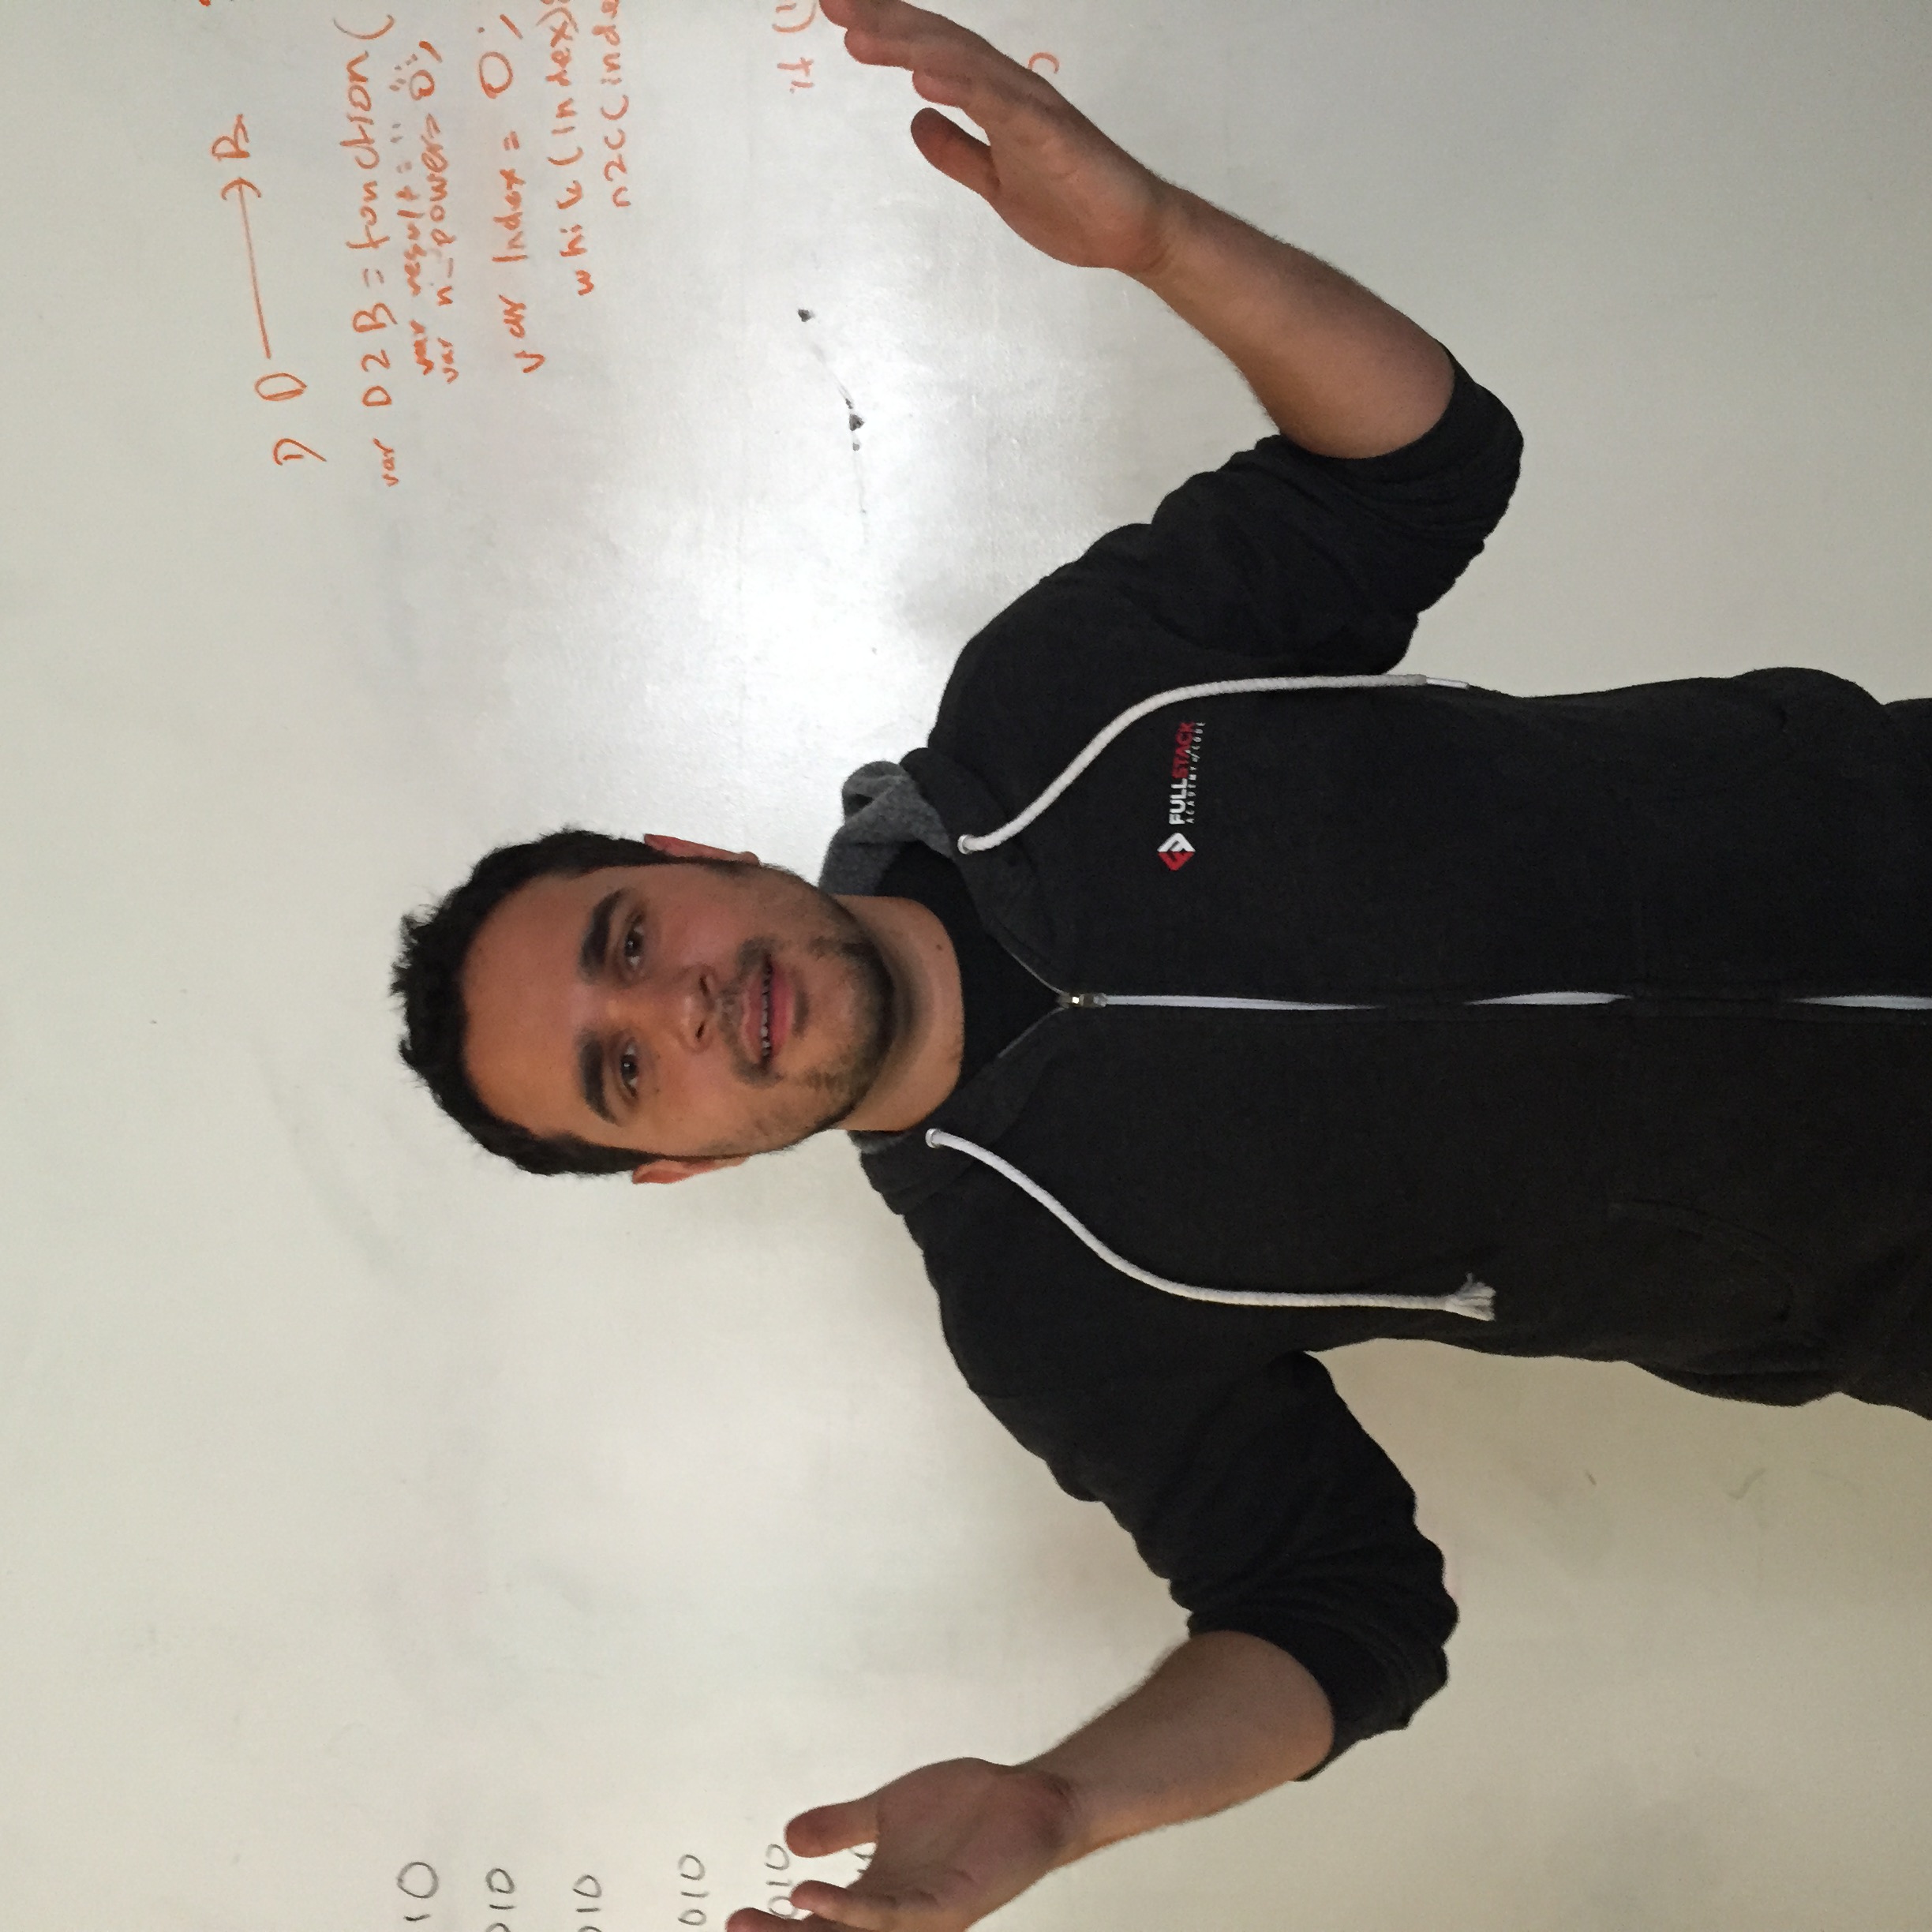 10
010
010
010
010
1) D → B
var D2B = function(
var result = "";
var n_power= 0;
var Index = 0;
while (index)
n2c(inde
if (
FULLSTACK
ACADEMY of CODE